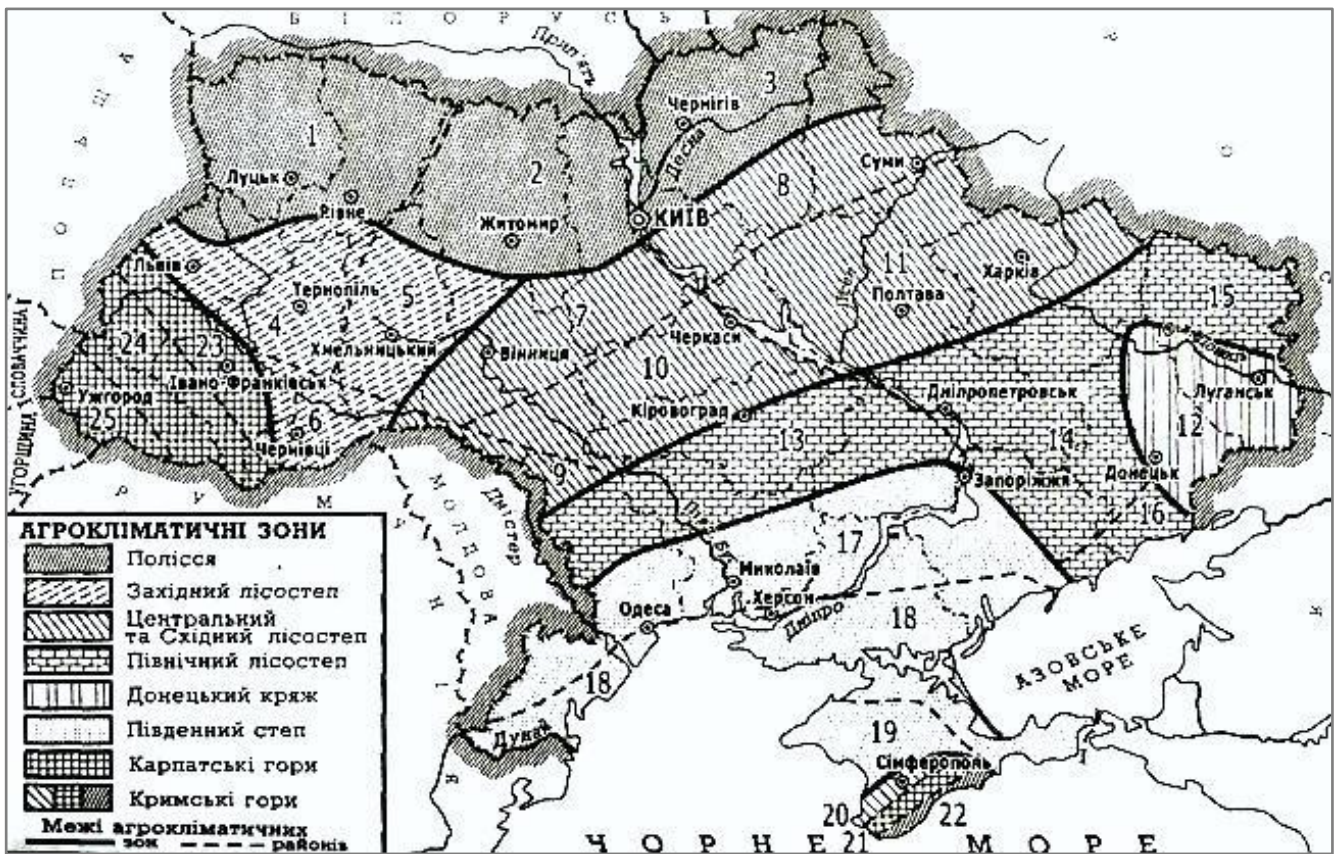 БІЛОРУСЬ
Прип'ять
ПОЛЬЩА
Р
О
С
І
Я
3
Чернігів
Десна
1
Луцьк
Рівне
2
Житомир
КИЇВ
8
Суми
Львів
Тернопіль
5
4
Хмельницький
7
Вінниця
Черкаси
Псел
11
Полтава
Харків
15
24
23
Івано-Франківськ
Ужгород
25
6
Чернівці
10
Кіровоград
9
13
Дніпропетровськ
14
Луганськ
12
Донецьк
16
Запоріжжя
СЛОВАЧЧИНА
УГОРЩИНА
РУМУНІЯ
МОЛДОВА
Дністер
17
Миколаїв
Херсон
Дніпро
Одеса
18
18
Дунай
АЗОВСЬКЕ
МОРЕ
19
Сімферополь
20
21
22
ЧОРНЕ МОРЕ
АГРОКЛІМАТИЧНІ ЗОНИ
Полісся
Західний лісостеп
Центральний
та Східний лісостеп
Північний лісостеп
Донецький кряж
Південний степ
Карпатські гори
Кримські гори
Межі агрокліматичних
зон
районів